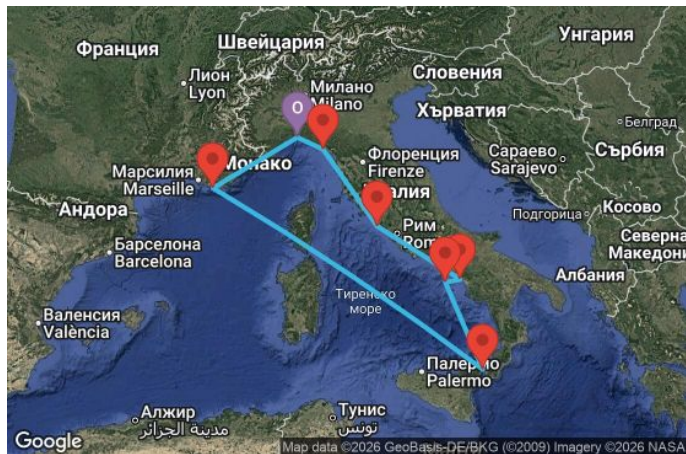 Франция
Швейцария
Унгария
Словения
Лион
Lyon
Милано
Milano
Хърватия
Белград
Сараево
Sarajevo
Сърбия
О
Монако
Флоренция
Firenze
Марсилия
Marseille
Италия
Андора
Подгорица
Косово
Рим
Северна
Македони
Барселона
Barcelona
Албания
Валенсия
València
Тиренско
море
Палермо
Palermo
Алжир
مدينة الجزائر
Тунис
تونس
Google
Map data ©2026 GeoBasis-DE/BKG (©2009) Imagery ©2026 NASA